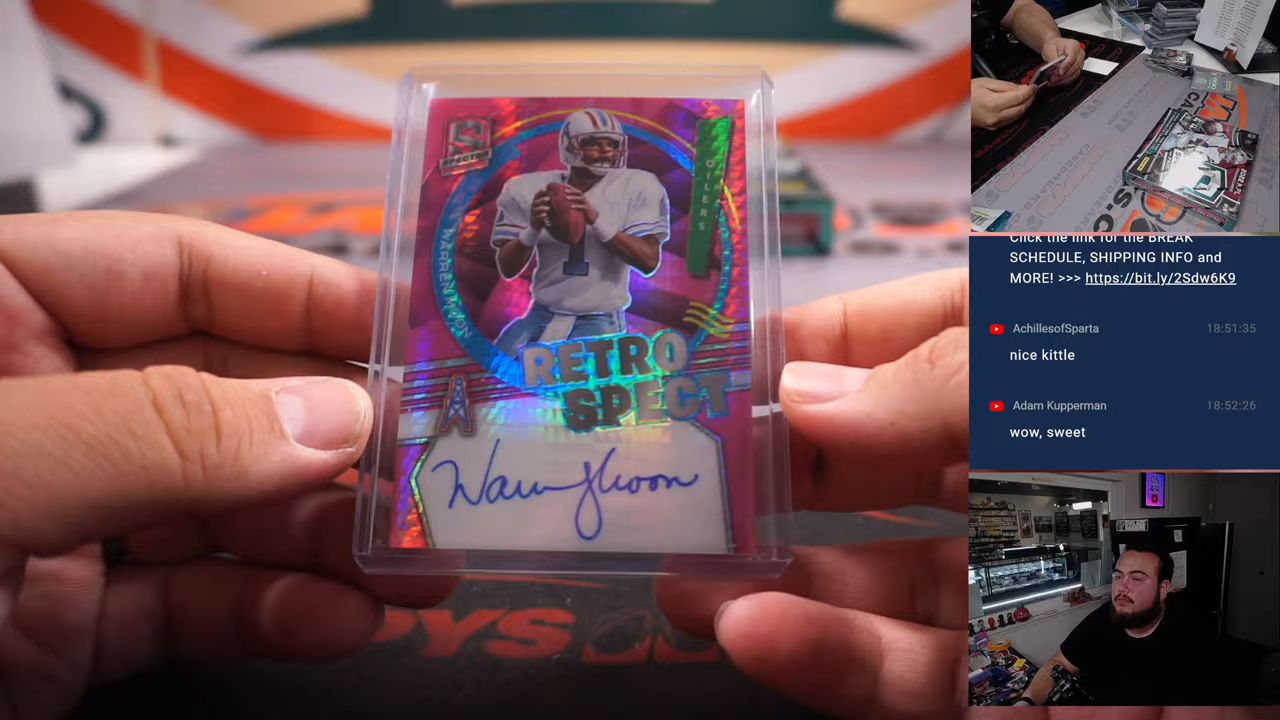 SPECTRA
OILERS
WARREN MOON
1
RETRO
SPECT
Warren Moon
Click the link for the BREAK
SCHEDULE, SHIPPING INFO and
MORE! >>> https://bit.ly/2Sdw6K9
AchillesofSparta 18:51:35
nice kittle
Adam Kupperman 18:52:26
wow, sweet